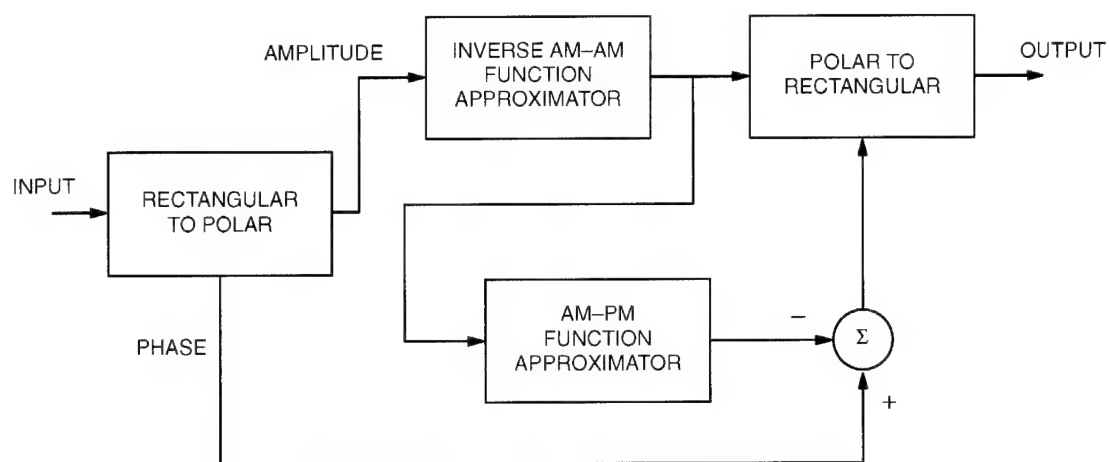 AMPLITUDE
INVERSE AM–AM
FUNCTION
APPROXIMATOR
POLAR TO
RECTANGULAR
OUTPUT
INPUT
RECTANGULAR
TO POLAR
PHASE
AM–PM
FUNCTION
APPROXIMATOR
–
Σ
+